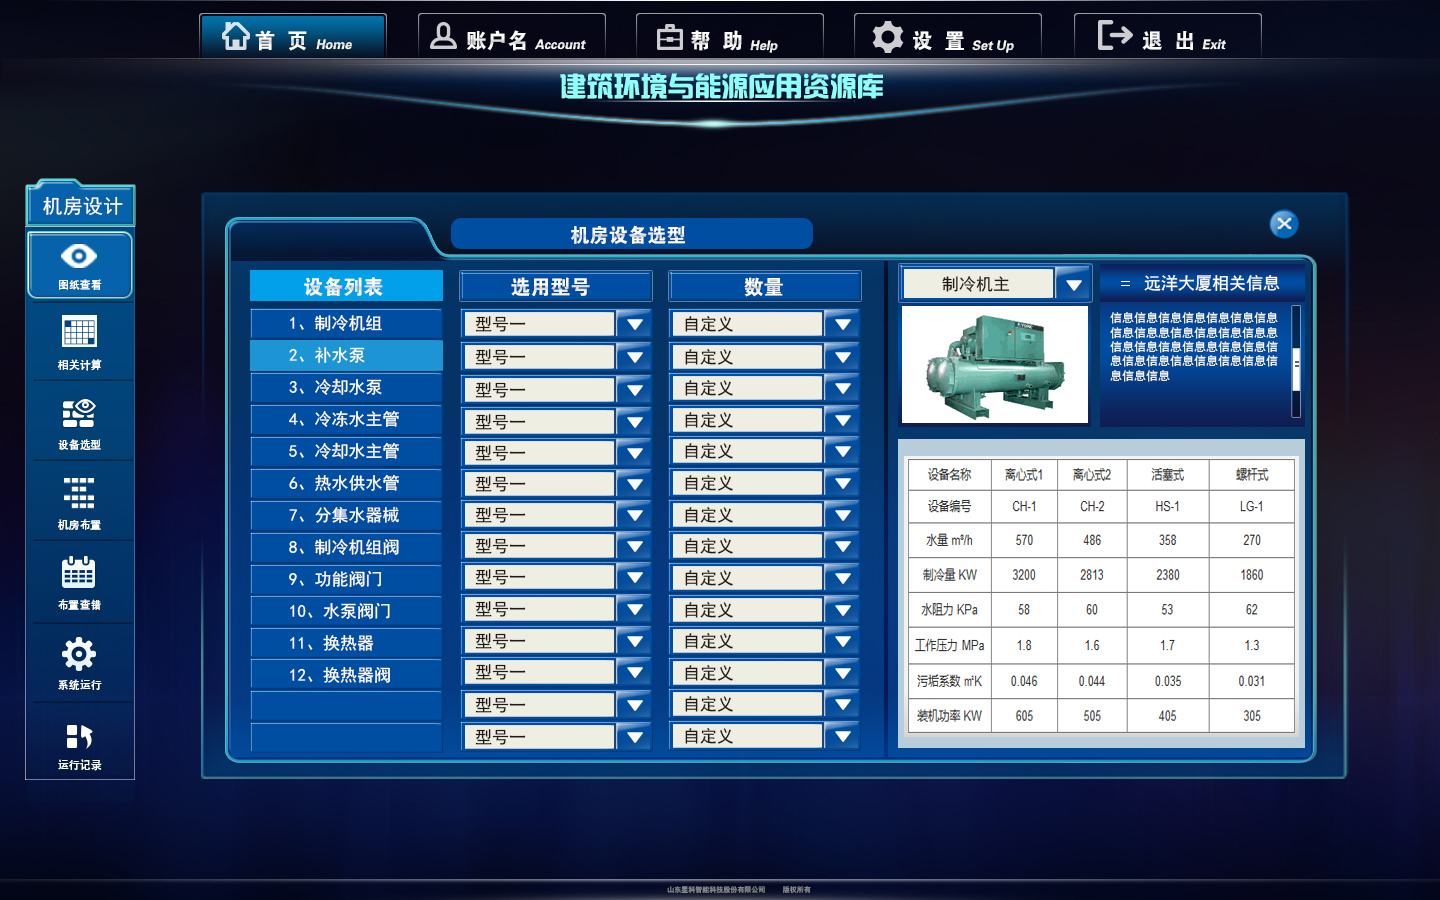 首 页 Home
账户名 Account
帮 助 Help
设 置 Set Up
退 出 Exit
建筑环境与能源应用资源库
机房设计
图纸查看
相关计算
设备选型
机房布置
布置查错
系统运行
运行记录
机房设备选型
设备列表 选用型号 数量
1、制冷机组 型号一 自定义
2、补水泵 型号一 自定义
3、冷却水泵 型号一 自定义
4、冷冻水主管 型号一 自定义
5、冷却水主管 型号一 自定义
6、热水供水管 型号一 自定义
7、分集水器械 型号一 自定义
8、制冷机组阀 型号一 自定义
9、功能阀门 型号一 自定义
10、水泵阀门 型号一 自定义
11、换热器 型号一 自定义
12、换热器阀 型号一 自定义
型号一 自定义
型号一 自定义
制冷机主
= 远洋大厦相关信息
信息信息信息信息信息信息信息
信息信息信息信息信息信息息
信息信息信息信息信息信息信
息信息信息信息信息信息信
息信息信息
设备名称 离心式1 离心式2 活塞式 螺杆式
设备编号 CH-1 CH-2 HS-1 LG-1
水量 m³/h 570 486 358 270
制冷量 KW 3200 2813 2380 1860
水阻力 KPa 58 60 53 62
工作压力 MPa 1.8 1.6 1.7 1.3
污垢系数 ㎡K 0.046 0.044 0.035 0.031
装机功率 KW 605 505 405 305
山东星科智能科技股份有限公司 版权所有